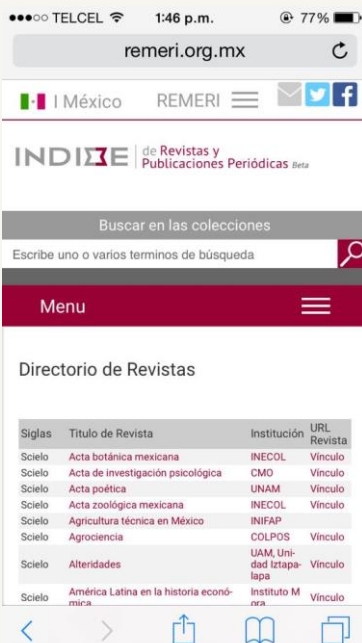 TELCEL 1:46 p.m. 77%
remeri.org.mx
México REMERI
INDIXE de Revistas y
Publicaciones Periódicas Beta
Buscar en las colecciones
Escribe uno o varios terminos de búsqueda
Menu
Directorio de Revistas
Siglas Titulo de Revista Institución URL
Revista
Scielo Acta botánica mexicana INECOL Vínculo
Scielo Acta de investigación psicológica CMO Vínculo
Scielo Acta poética UNAM Vínculo
Scielo Acta zoológica mexicana INECOL Vínculo
Scielo Agricultura técnica en México INIFAP
Scielo Agrociencia COLPOS Vínculo
Scielo Alteridades UAM, Uni-
dad Iztapa-
lapa Vínculo
Scielo América Latina en la historia econó-
mica Instituto M
ora Vínculo